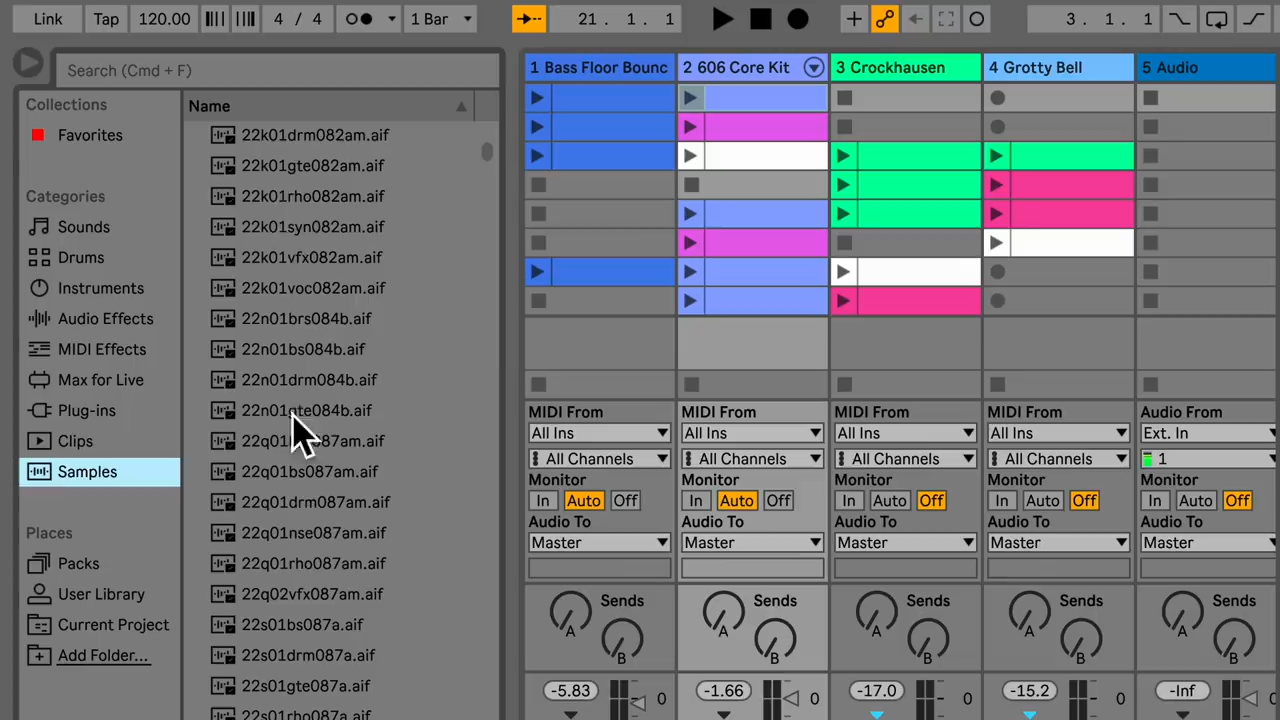 Link Tap 120.00 4 / 4 1 Bar 21. 1. 1 3. 1. 1
Search (Cmd + F)
Collections
Favorites
Categories
Sounds
Drums
Instruments
Audio Effects
MIDI Effects
Max for Live
Plug-ins
Clips
Samples
Places
Packs
User Library
Current Project
Add Folder...
Name
22k01drm082am.aif
22k01gte082am.aif
22k01rho082am.aif
22k01syn082am.aif
22k01vfx082am.aif
22k01voc082am.aif
22n01brs084b.aif
22n01bs084b.aif
22n01drm084b.aif
22n01gte084b.aif
22q01bs087am.aif
22q01drm087am.aif
22q01nse087am.aif
22q01rho087am.aif
22q02vfx087am.aif
22s01bs087a.aif
22s01drm087a.aif
22s01gte087a.aif
22s01rho087a.aif
1 Bass Floor Bounc 2 606 Core Kit 3 Crockhausen 4 Grotty Bell 5 Audio
MIDI From MIDI From MIDI From MIDI From Audio From
All Ins All Ins All Ins All Ins Ext. In
All Channels All Channels All Channels All Channels 1
Monitor Monitor Monitor Monitor Monitor
In Auto Off In Auto Off In Auto Off In Auto Off In Auto Off
Audio To Audio To Audio To Audio To Audio To
Master Master Master Master Master
Sends Sends Sends Sends Sends
A A A A A
B B B B B
-5.83 0 -1.66 0 -17.0 0 -15.2 0 -Inf 0